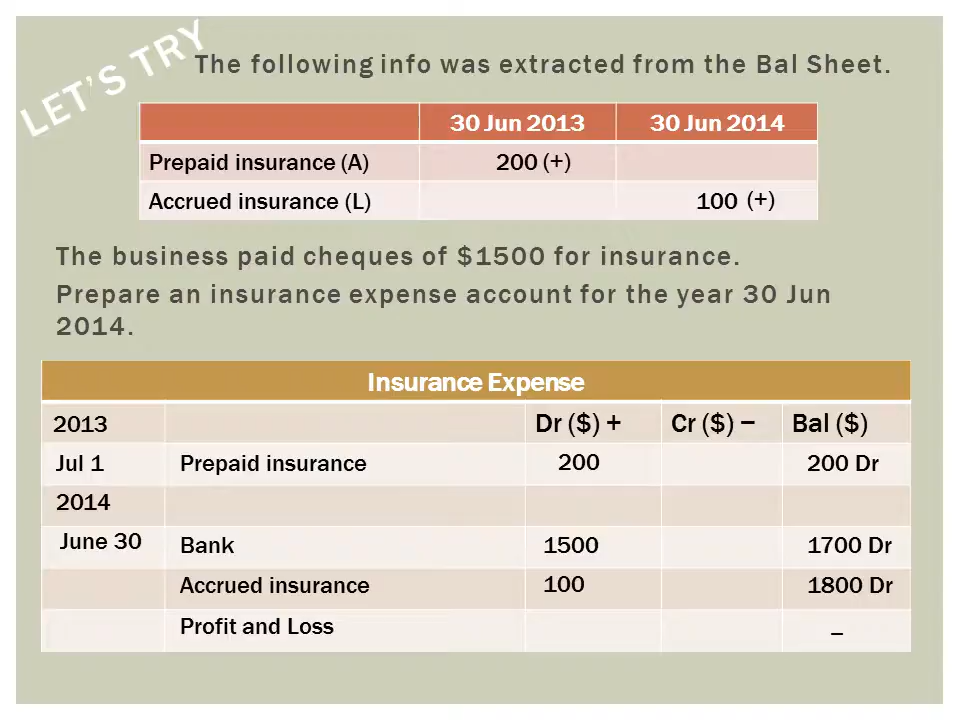 LET'S TRY
The following info was extracted from the Bal Sheet.
30 Jun 2013 30 Jun 2014
Prepaid insurance (A) 200 (+)
Accrued insurance (L) 100 (+)
The business paid cheques of $1500 for insurance.
Prepare an insurance expense account for the year 30 Jun
2014.
Insurance Expense
2013 Dr ($) + Cr ($) − Bal ($)
Jul 1 Prepaid insurance 200 200 Dr
2014
June 30 Bank 1500 1700 Dr
Accrued insurance 100 1800 Dr
Profit and Loss –